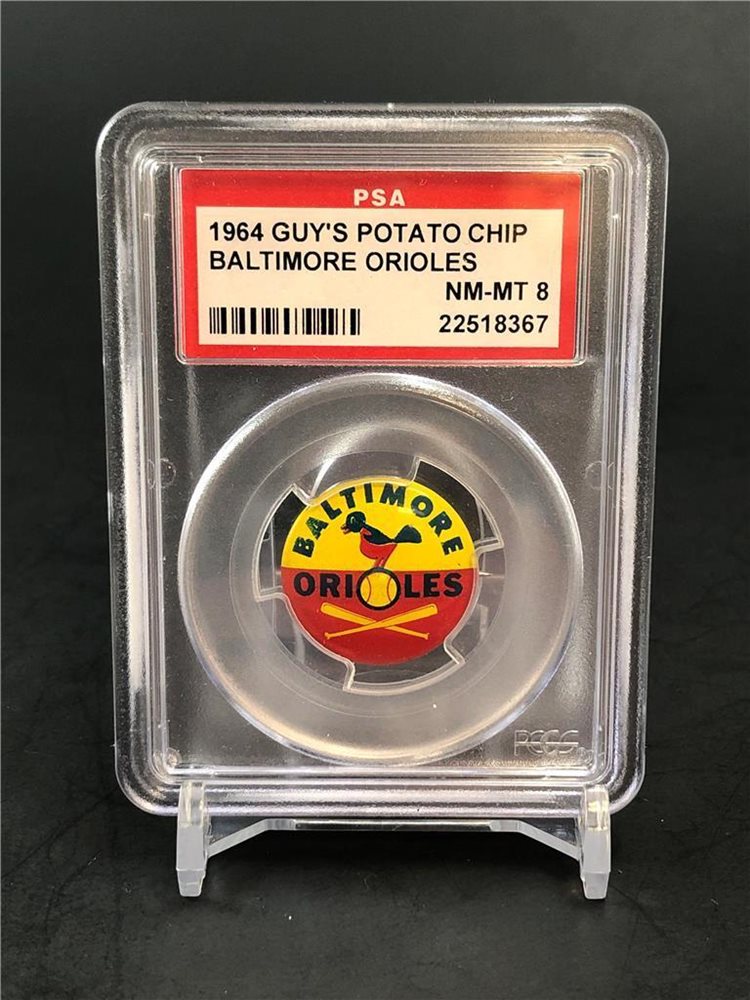 PSA
1964 GUY'S POTATO CHIP
BALTIMORE ORIOLES
NM-MT 8
22518367
BALTIMORE
ORIOLES
PCGS